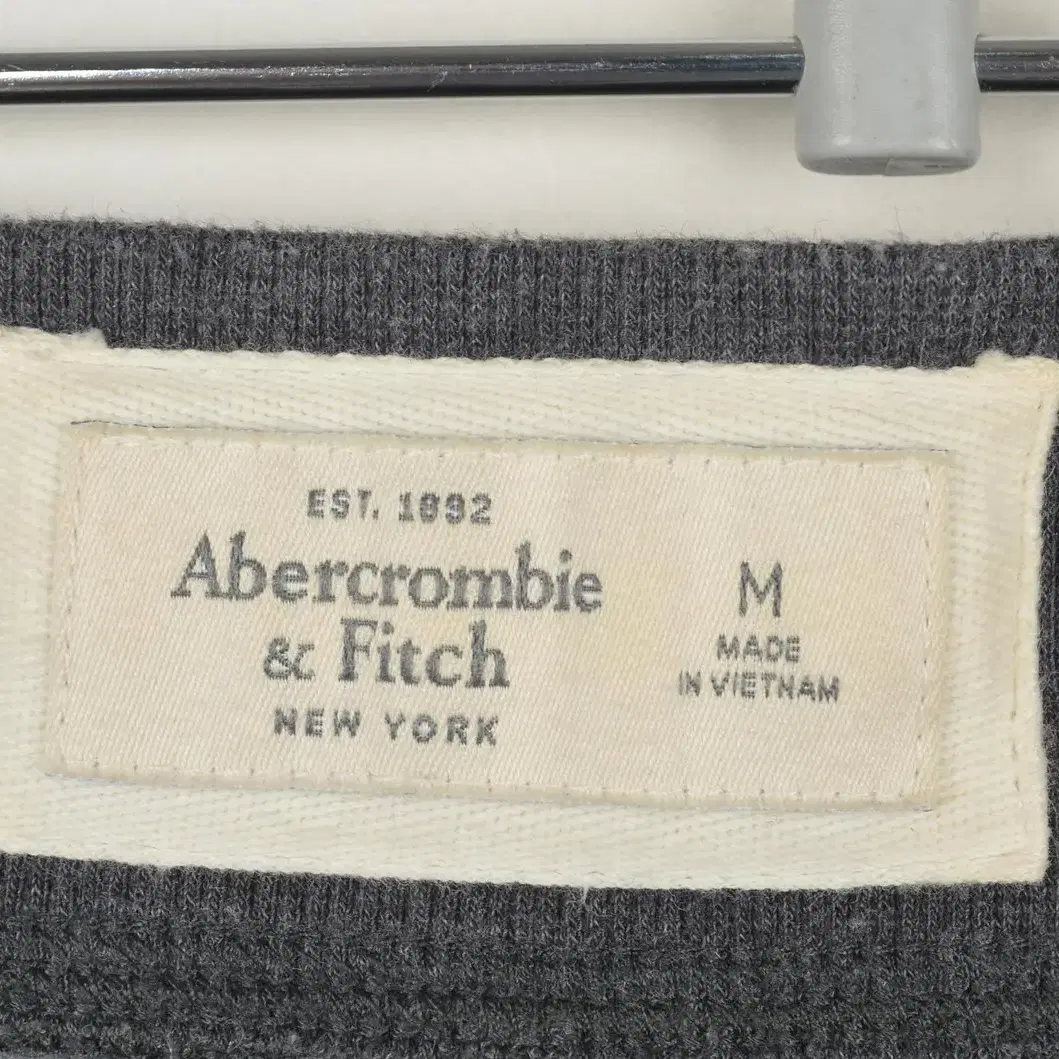 EST. 1892
Abercrombie
& Fitch
NEW YORK
M
MADE
IN VIETNAM